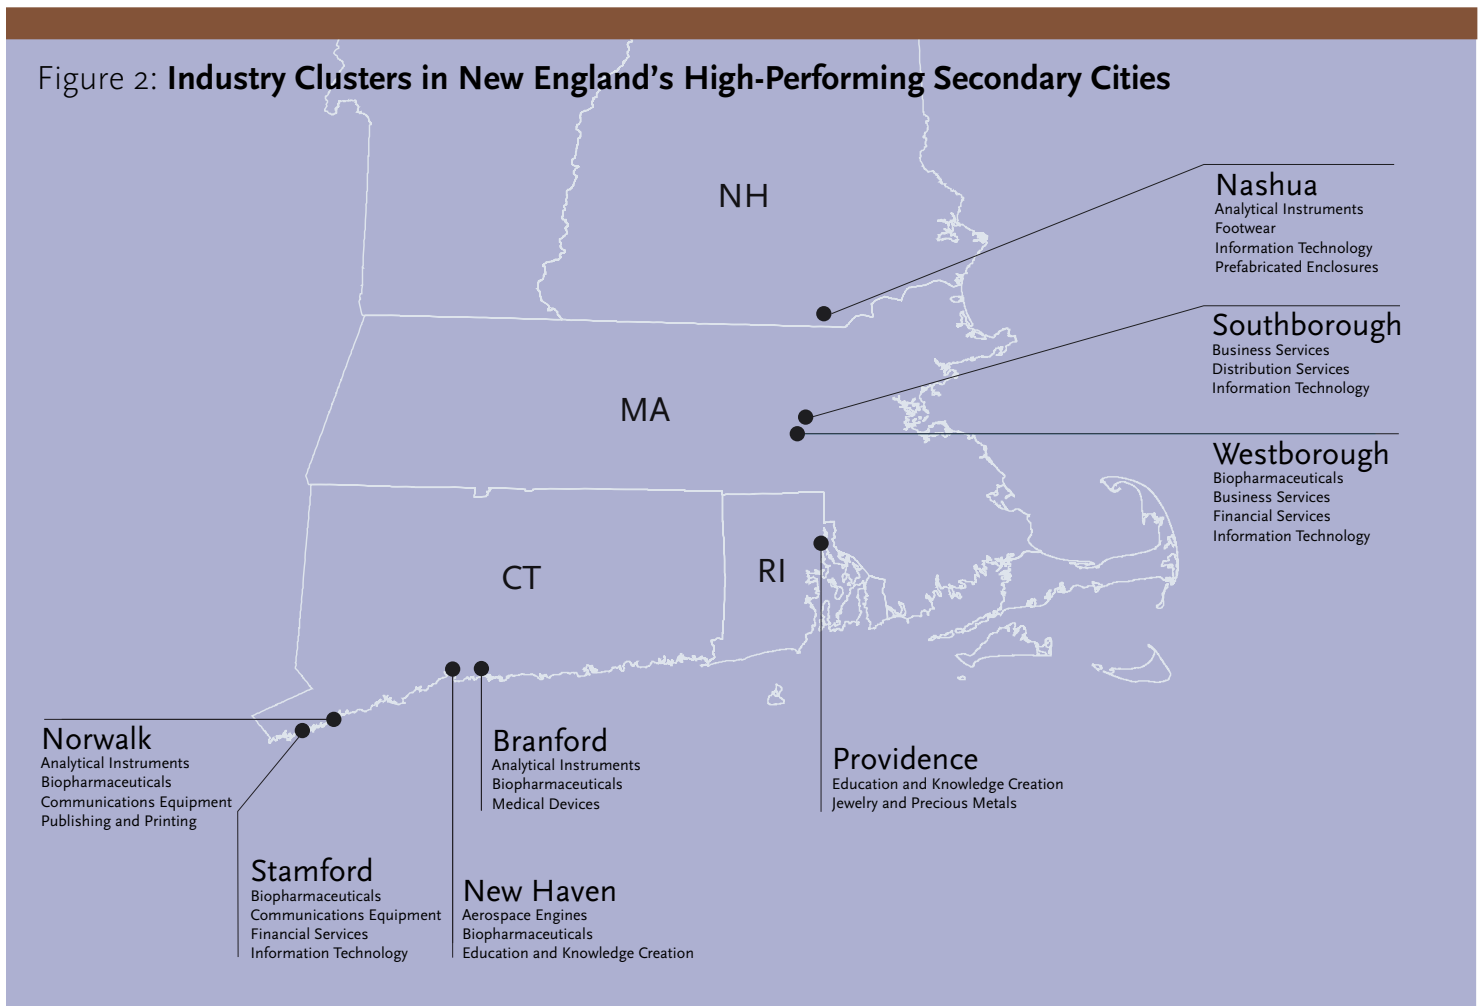 Figure 2: Industry Clusters in New England's High-Performing Secondary Cities
NH
MA
CT
RI
Nashua
Analytical Instruments
Footwear
Information Technology
Prefabricated Enclosures
Southborough
Business Services
Distribution Services
Information Technology
Westborough
Biopharmaceuticals
Business Services
Financial Services
Information Technology
Norwalk
Analytical Instruments
Biopharmaceuticals
Communications Equipment
Publishing and Printing
Stamford
Biopharmaceuticals
Communications Equipment
Financial Services
Information Technology
Branford
Analytical Instruments
Biopharmaceuticals
Medical Devices
New Haven
Aerospace Engines
Biopharmaceuticals
Education and Knowledge Creation
Providence
Education and Knowledge Creation
Jewelry and Precious Metals